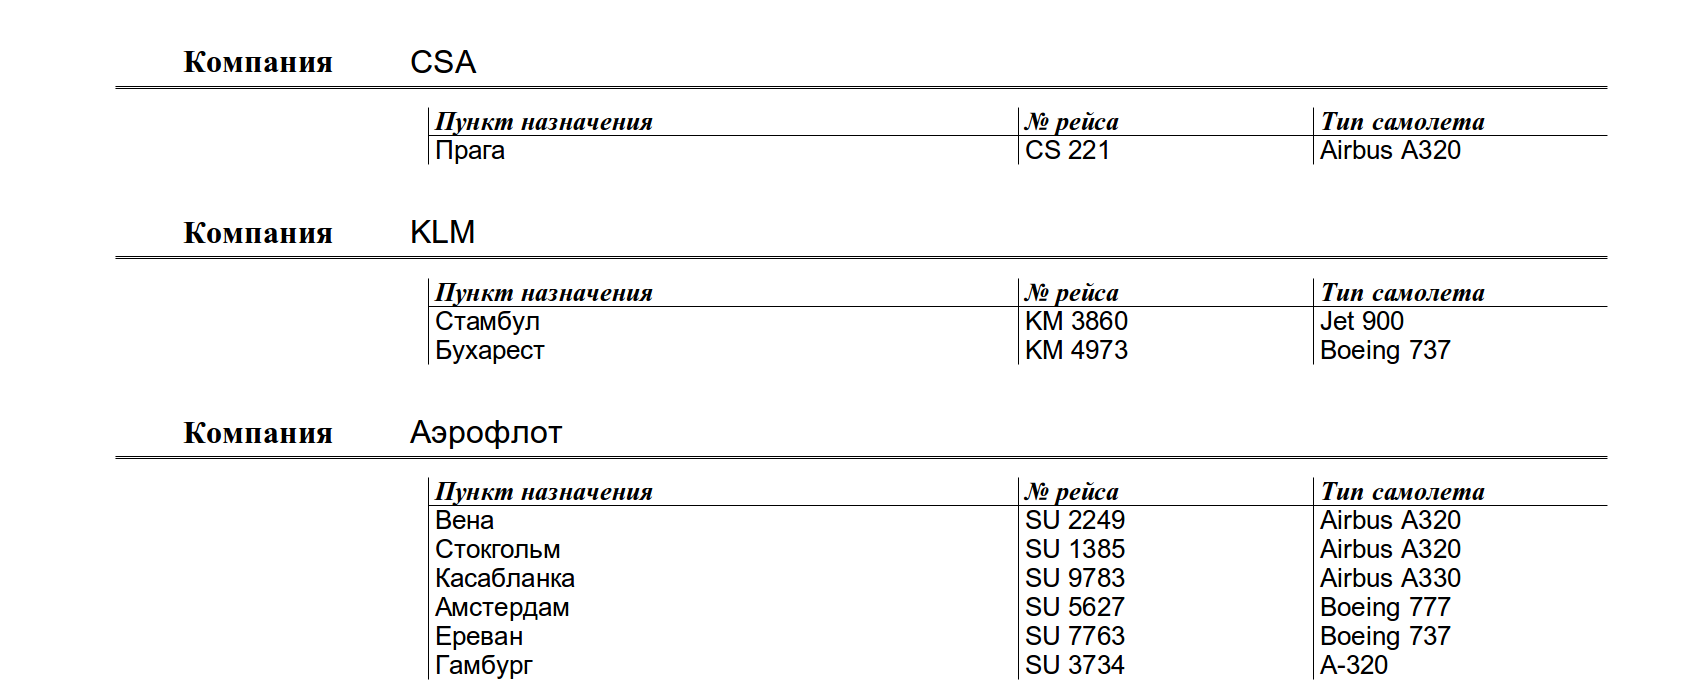 Компания CSA
Пункт назначения № рейса Тип самолета
Прага CS 221 Airbus A320
Компания KLM
Пункт назначения № рейса Тип самолета
Стамбул KM 3860 Jet 900
Бухарест KM 4973 Boeing 737
Компания Аэрофлот
Пункт назначения № рейса Тип самолета
Вена SU 2249 Airbus A320
Стокгольм SU 1385 Airbus A320
Касабланка SU 9783 Airbus A330
Амстердам SU 5627 Boeing 777
Ереван SU 7763 Boeing 737
Гамбург SU 3734 A-320